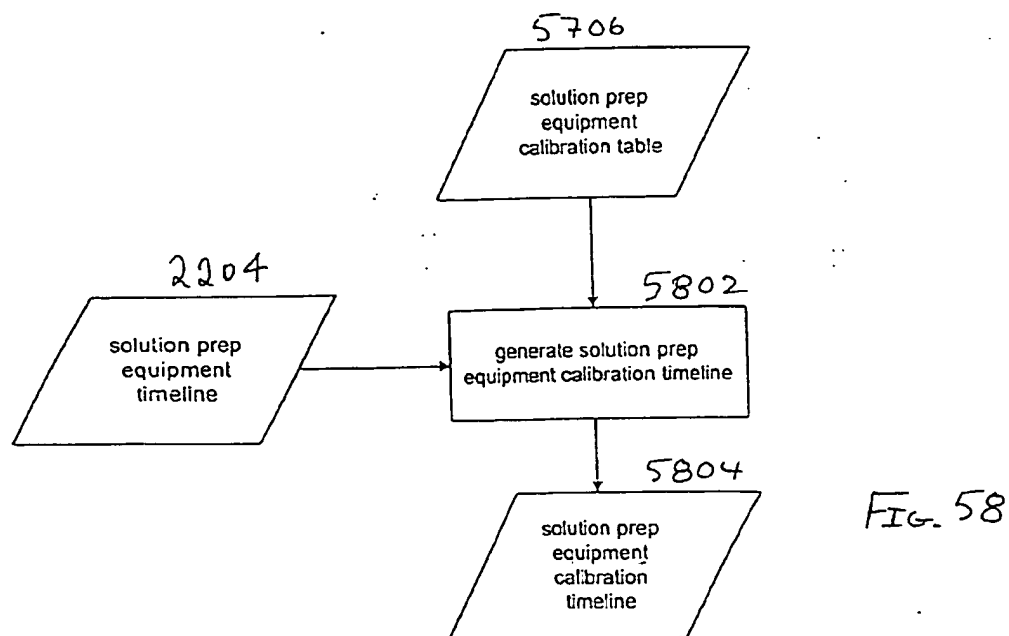 5706
solution prep
equipment
calibration table
2204
solution prep
equipment
timeline
5802
generate solution prep
equipment calibration timeline
5804
solution prep
equipment
calibration
timeline
FIG. 58